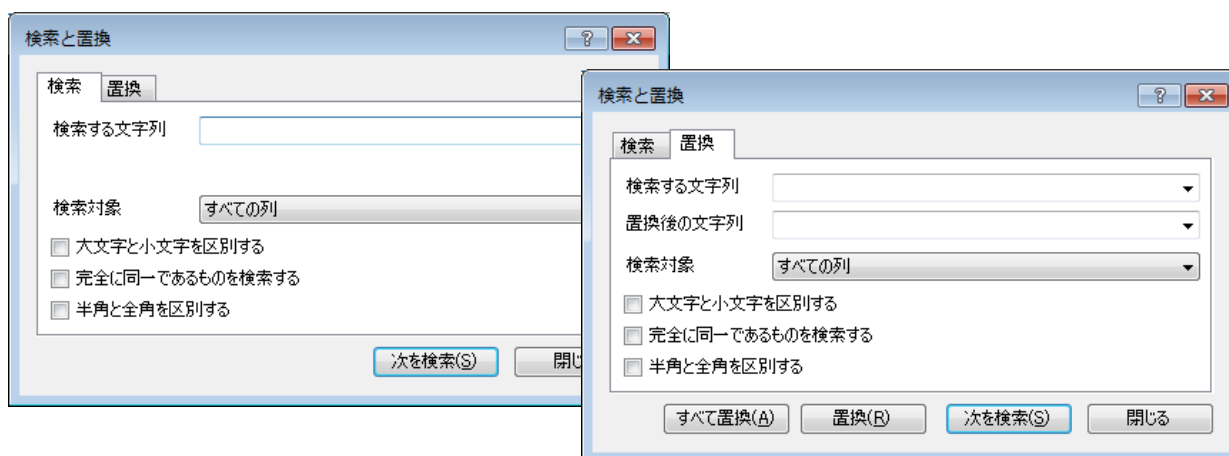 検索と置換
検索 置換
検索する文字列
検索対象 すべての列
大文字と小文字を区別する
完全に同一であるものを検索する
半角と全角を区別する
次を検索(S) 閉じ
検索と置換
検索 置換
検索する文字列
置換後の文字列
検索対象 すべての列
大文字と小文字を区別する
完全に同一であるものを検索する
半角と全角を区別する
すべて置換(A) 置換(R) 次を検索(S) 閉じる